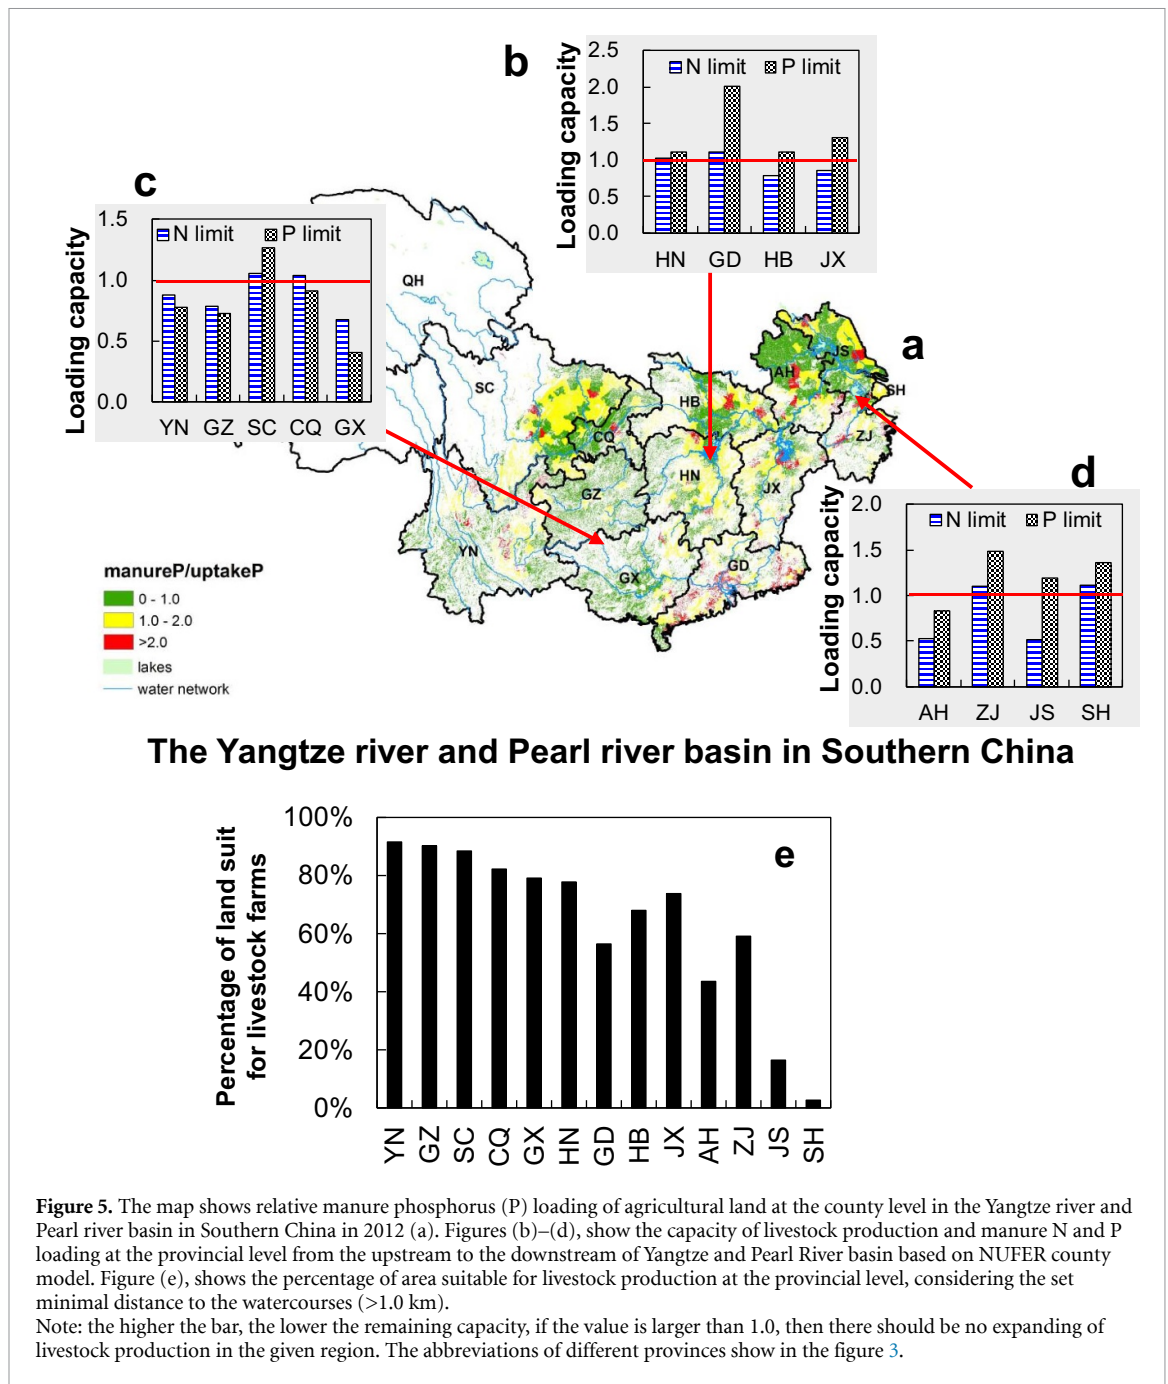 b
Loading capacity
2.5
2.0
1.5
1.0
0.5
0.0
N limit
P limit
HN GD HB JX
c
Loading capacity
1.5
1.0
0.5
0.0
N limit
P limit
YN GZ SC CQ GX
a
QH
SC
CQ
HB
AH
JS
SH
ZJ
HN
JX
GZ
YN
GX
GD
manureP/uptakeP
0 - 1.0
1.0 - 2.0
>2.0
lakes
water network
d
Loading capacity
2.0
1.5
1.0
0.5
0.0
N limit
P limit
AH ZJ JS SH
The Yangtze river and Pearl river basin in Southern China
e
Percentage of land suit
for livestock farms
100%
80%
60%
40%
20%
0%
YN GZ SC CQ GX HN GD HB JX AH ZJ JS SH
Figure 5. The map shows relative manure phosphorus (P) loading of agricultural land at the county level in the Yangtze river and
Pearl river basin in Southern China in 2012 (a). Figures (b)–(d), show the capacity of livestock production and manure N and P
loading at the provincial level from the upstream to the downstream of Yangtze and Pearl River basin based on NUFER county
model. Figure (e), shows the percentage of area suitable for livestock production at the provincial level, considering the set
minimal distance to the watercourses (>1.0 km).
Note: the higher the bar, the lower the remaining capacity, if the value is larger than 1.0, then there should be no expanding of
livestock production in the given region. The abbreviations of different provinces show in the figure 3.